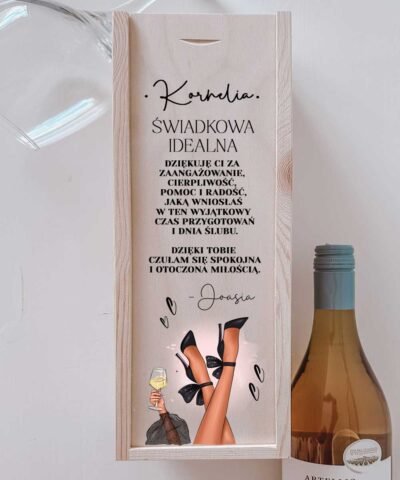 · Kornelia ·
ŚWIADKOWA
IDEALNA
DZIĘKUJĘ CI ZA
ZAANGAŻOWANIE,
CIERPLIWOŚĆ,
POMOC I RADOŚĆ,
JAKĄ WNIOSŁAŚ
W TEN WYJĄTKOWY
CZAS PRZYGOTOWAŃ
I DNIA ŚLUBU.
DZIĘKI TOBIE
CZUŁAM SIĘ SPOKOJNA
I OTOCZONA MIŁOŚCIĄ.
- Joasia